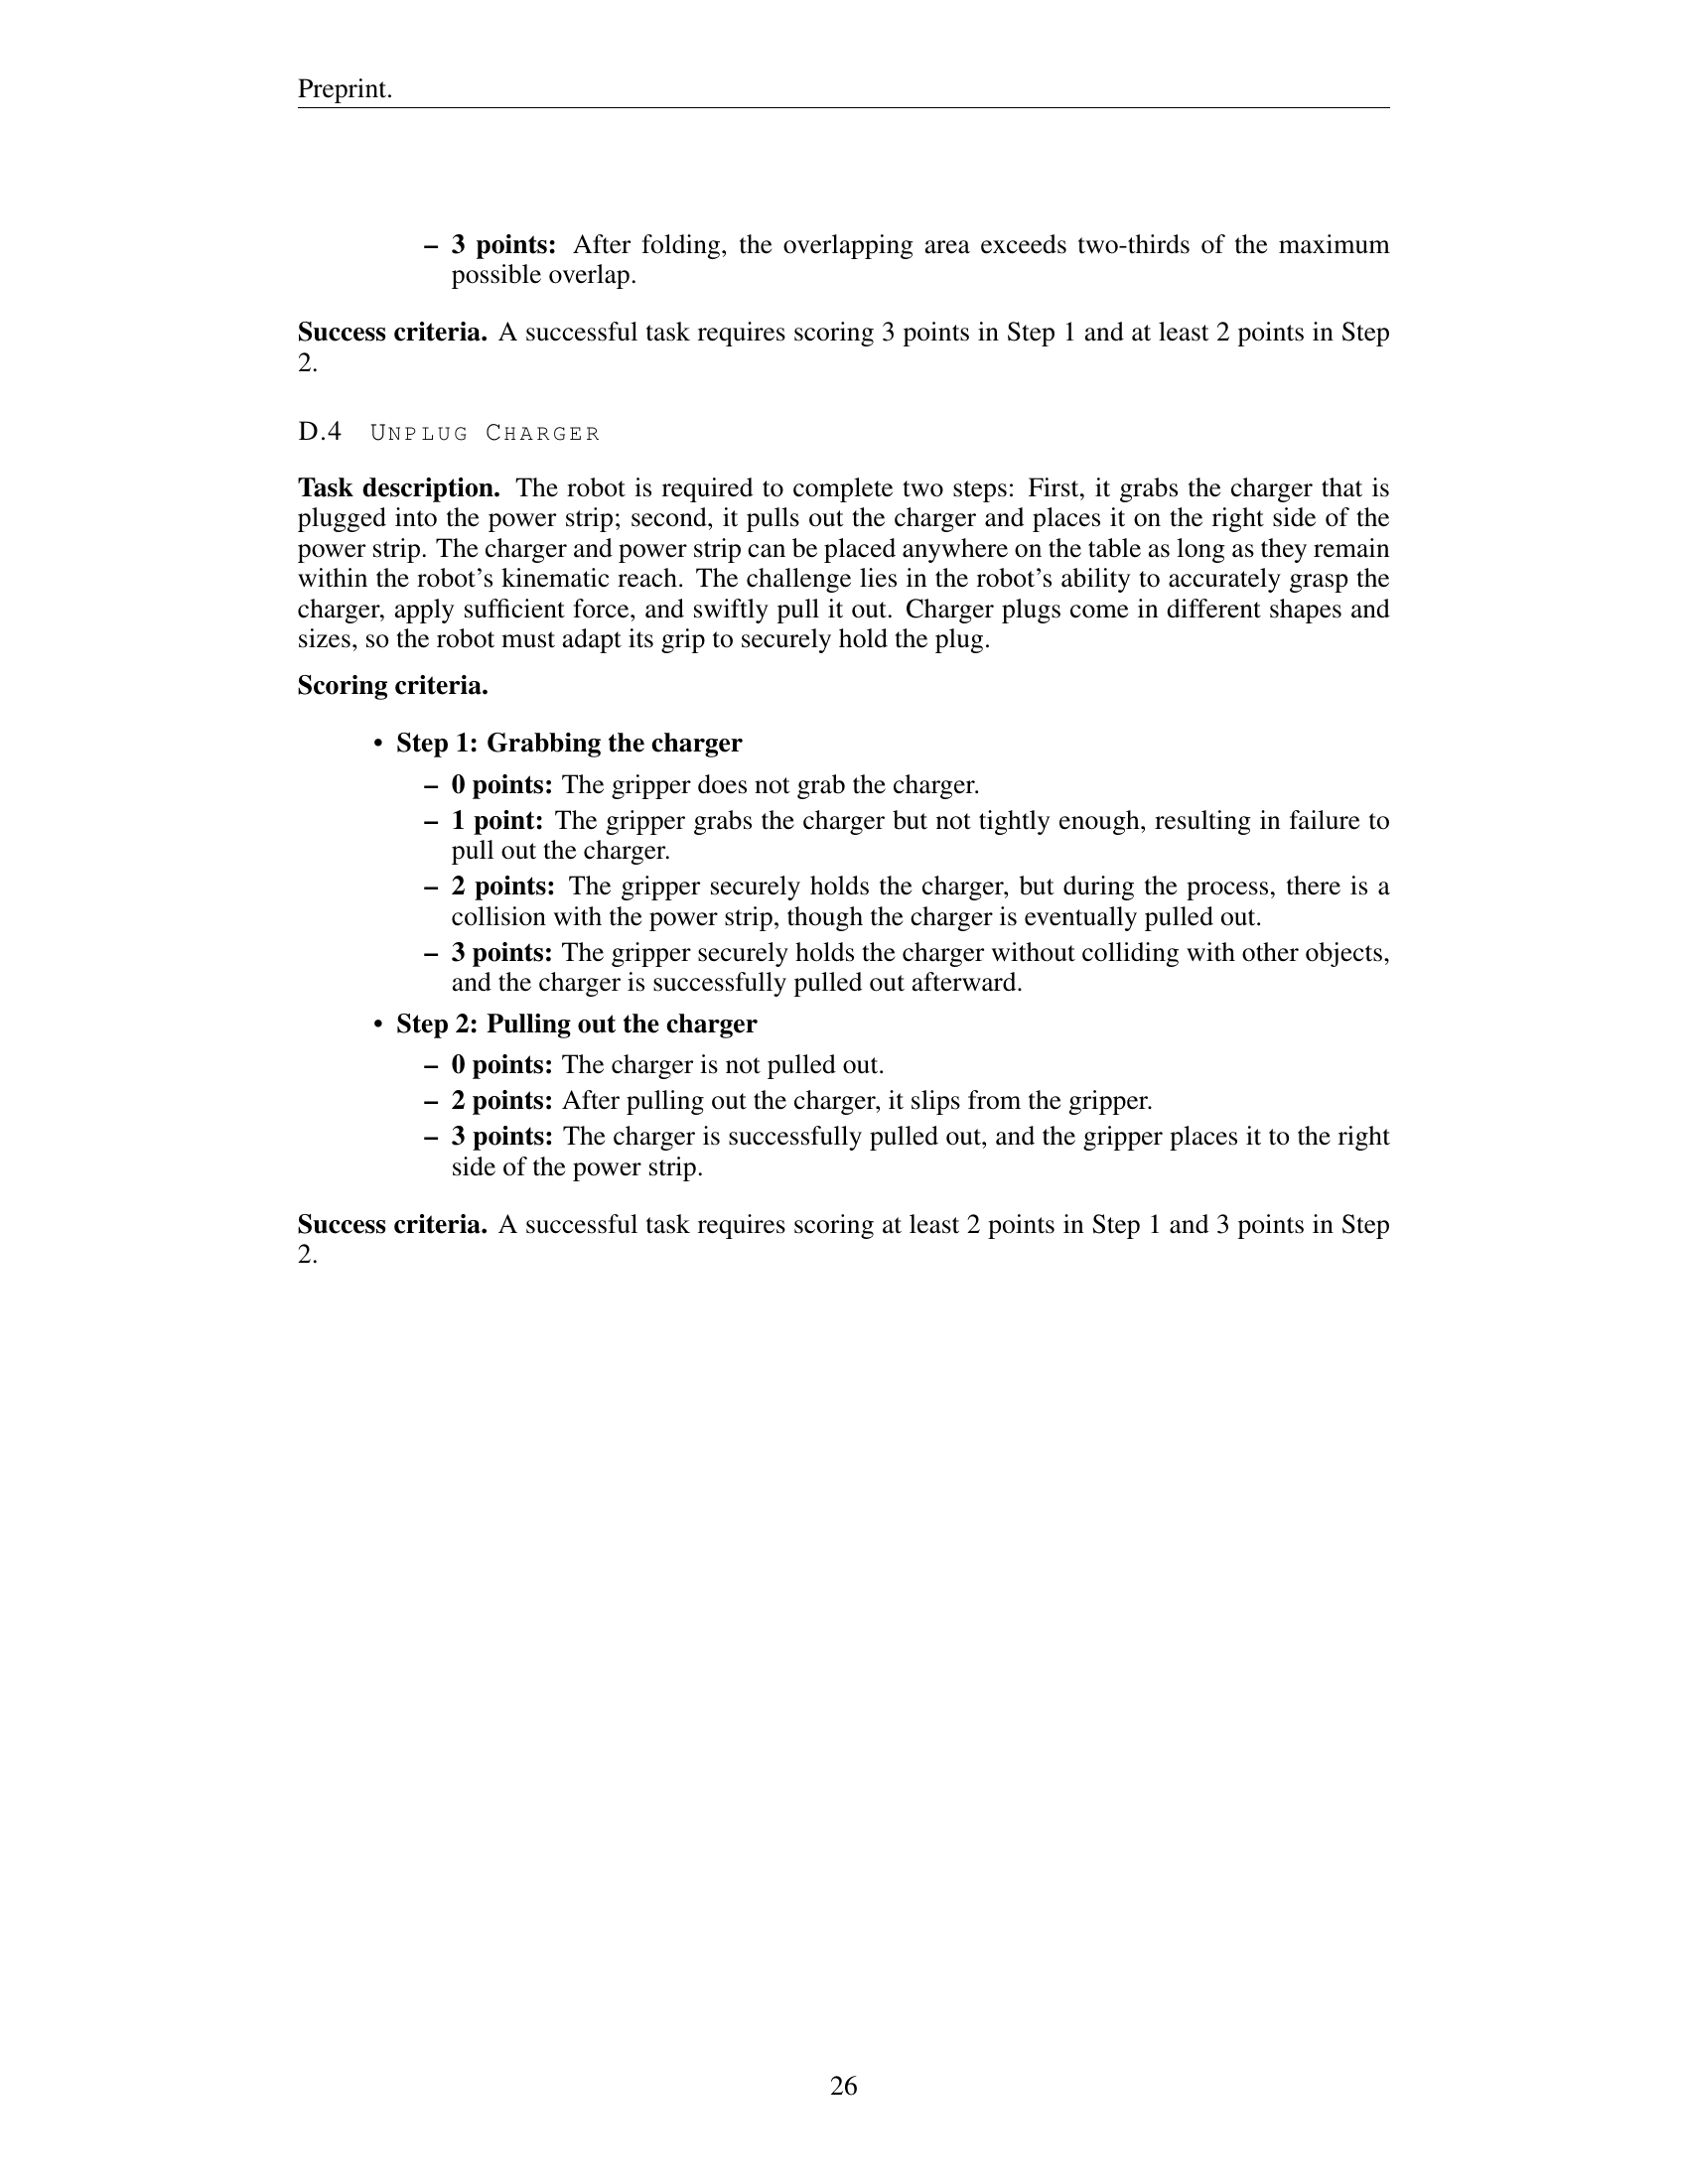 Preprint.
– 3 points: After folding, the overlapping area exceeds two-thirds of the maximum
possible overlap.
Success criteria. A successful task requires scoring 3 points in Step 1 and at least 2 points in Step
2.
D.4 UNPLUG CHARGER
Task description. The robot is required to complete two steps: First, it grabs the charger that is
plugged into the power strip; second, it pulls out the charger and places it on the right side of the
power strip. The charger and power strip can be placed anywhere on the table as long as they remain
within the robot's kinematic reach. The challenge lies in the robot's ability to accurately grasp the
charger, apply sufficient force, and swiftly pull it out. Charger plugs come in different shapes and
sizes, so the robot must adapt its grip to securely hold the plug.
Scoring criteria.
• Step 1: Grabbing the charger
– 0 points: The gripper does not grab the charger.
– 1 point: The gripper grabs the charger but not tightly enough, resulting in failure to
pull out the charger.
– 2 points: The gripper securely holds the charger, but during the process, there is a
collision with the power strip, though the charger is eventually pulled out.
– 3 points: The gripper securely holds the charger without colliding with other objects,
and the charger is successfully pulled out afterward.
• Step 2: Pulling out the charger
– 0 points: The charger is not pulled out.
– 2 points: After pulling out the charger, it slips from the gripper.
– 3 points: The charger is successfully pulled out, and the gripper places it to the right
side of the power strip.
Success criteria. A successful task requires scoring at least 2 points in Step 1 and 3 points in Step
2.
26